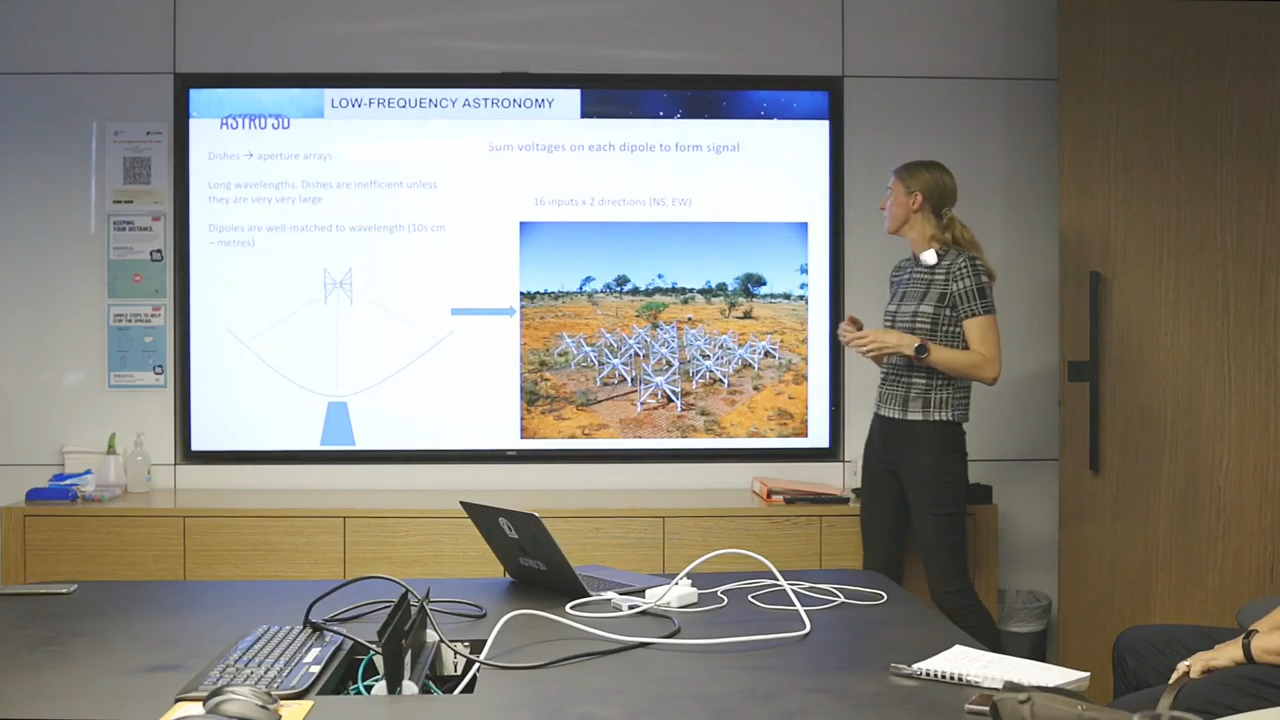 LOW-FREQUENCY ASTRONOMY
ASTRO 3D
Dishes → aperture arrays
Sum voltages on each dipole to form signal
Long wavelengths. Dishes are inefficient unless
they are very very large
16 inputs x 2 directions (NS, EW)
Dipoles are well-matched to wavelength (10s cm
– metres)
KEEPING
YOUR DISTANCE.
SIMPLE STEPS TO HELP
STOP THE SPREAD.
ASTRO 3D